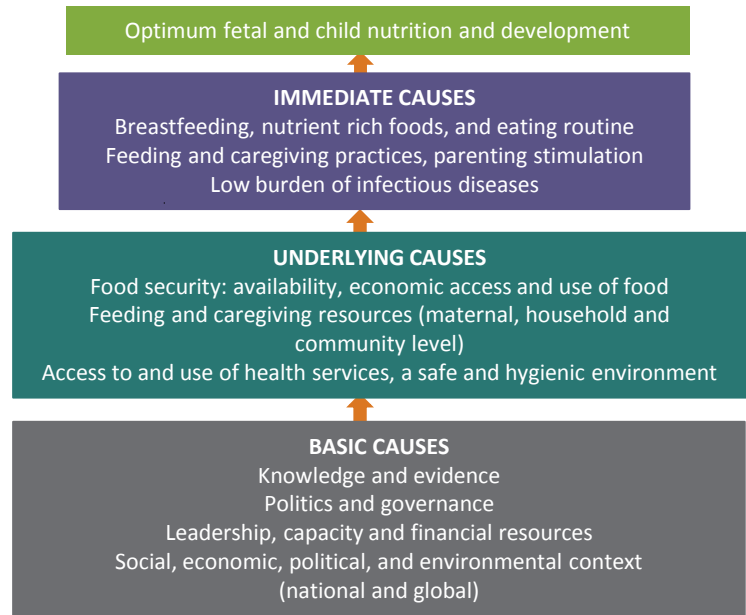 Optimum fetal and child nutrition and development
IMMEDIATE CAUSES
Breastfeeding, nutrient rich foods, and eating routine
Feeding and caregiving practices, parenting stimulation
Low burden of infectious diseases
UNDERLYING CAUSES
Food security: availability, economic access and use of food
Feeding and caregiving resources (maternal, household and
community level)
Access to and use of health services, a safe and hygienic environment
BASIC CAUSES
Knowledge and evidence
Politics and governance
Leadership, capacity and financial resources
Social, economic, political, and environmental context
(national and global)